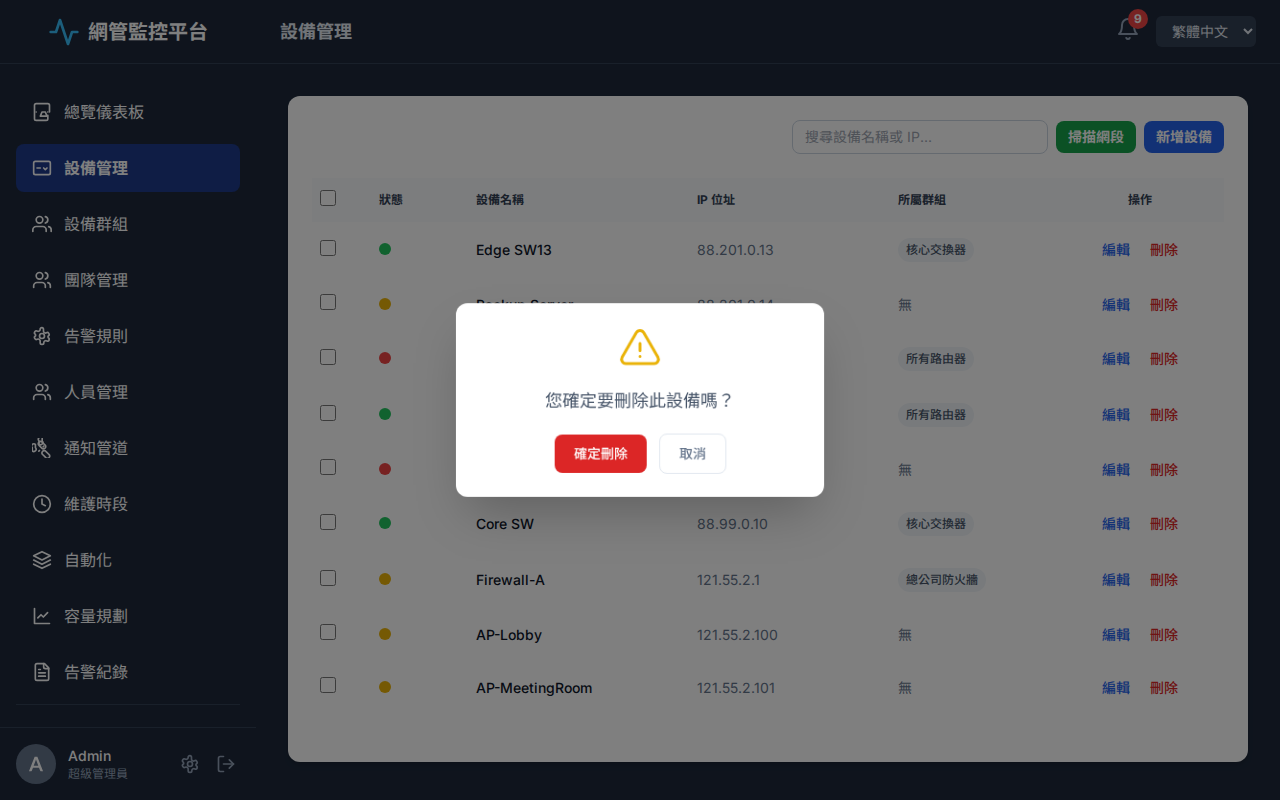 網管監控平台
設備管理
9
繁體中文
總覽儀表板
設備管理
設備群組
團隊管理
告警規則
人員管理
通知管道
維護時段
自動化
容量規劃
告警紀錄
A
Admin
超級管理員
搜尋設備名稱或 IP...
掃描網段
新增設備
狀態 設備名稱 IP 位址 所屬群組 操作
Edge SW13 88.201.0.13 核心交換器 編輯 刪除
無 編輯 刪除
所有路由器 編輯 刪除
所有路由器 編輯 刪除
無 編輯 刪除
Core SW 88.99.0.10 核心交換器 編輯 刪除
Firewall-A 121.55.2.1 總公司防火牆 編輯 刪除
AP-Lobby 121.55.2.100 無 編輯 刪除
AP-MeetingRoom 121.55.2.101 無 編輯 刪除
您確定要刪除此設備嗎？
確定刪除
取消